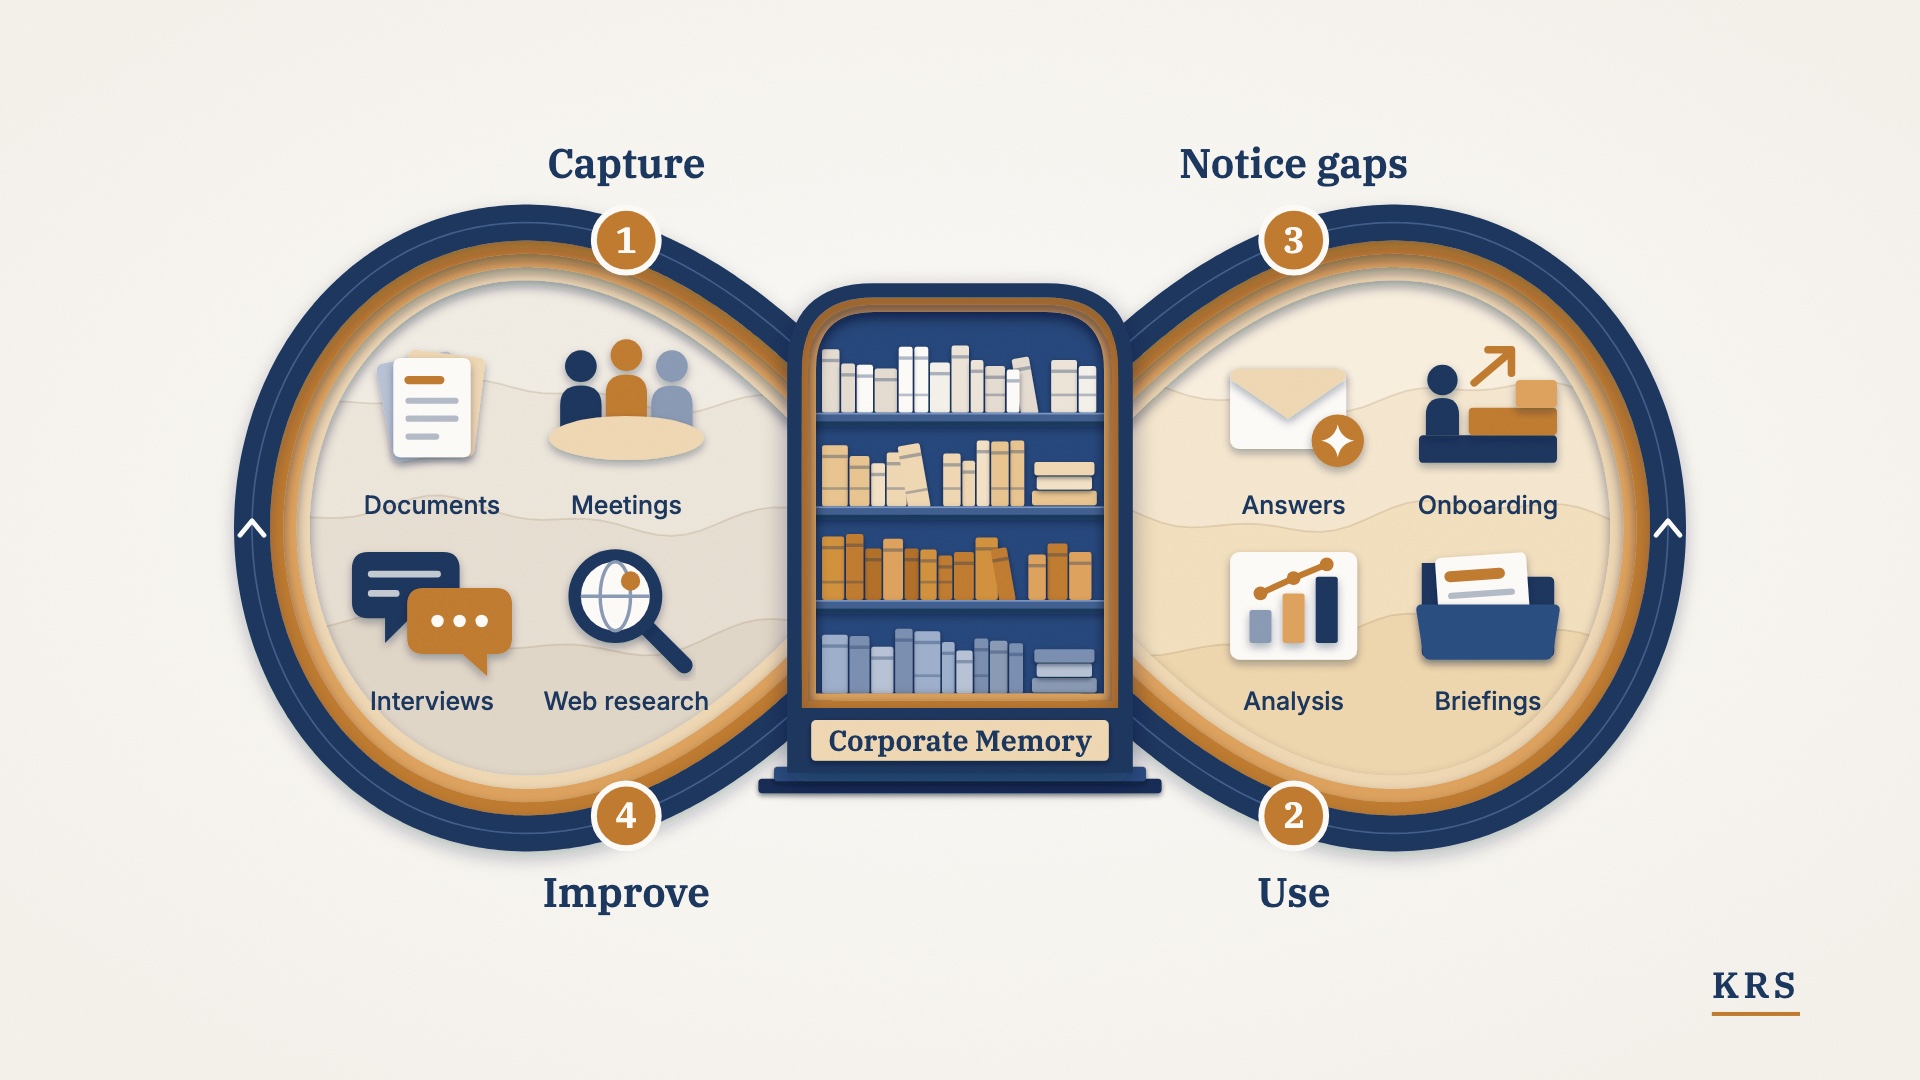 Capture
Notice gaps
1
3
Documents
Meetings
Answers
Onboarding
Interviews
Web research
Analysis
Briefings
Corporate Memory
4
2
Improve
Use
KRS